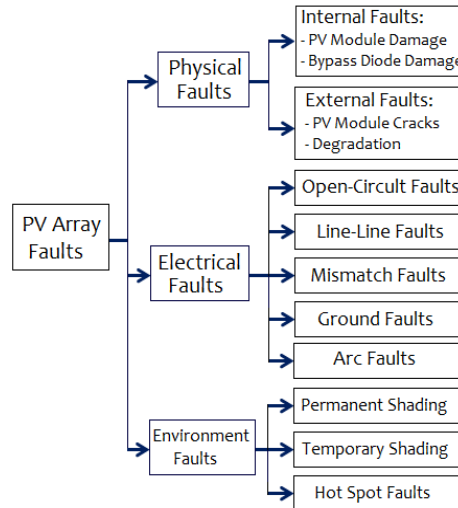 PV Array
Faults
Physical
Faults
Internal Faults:
- PV Module Damage
- Bypass Diode Damage
External Faults:
- PV Module Cracks
- Degradation
Electrical
Faults
Open-Circult Faults
Line-Line Faults
Mismatch Faults
Ground Faults
Arc Faults
Environment
Faults
Permanent Shading
Temporary Shading
Hot Spot Faults